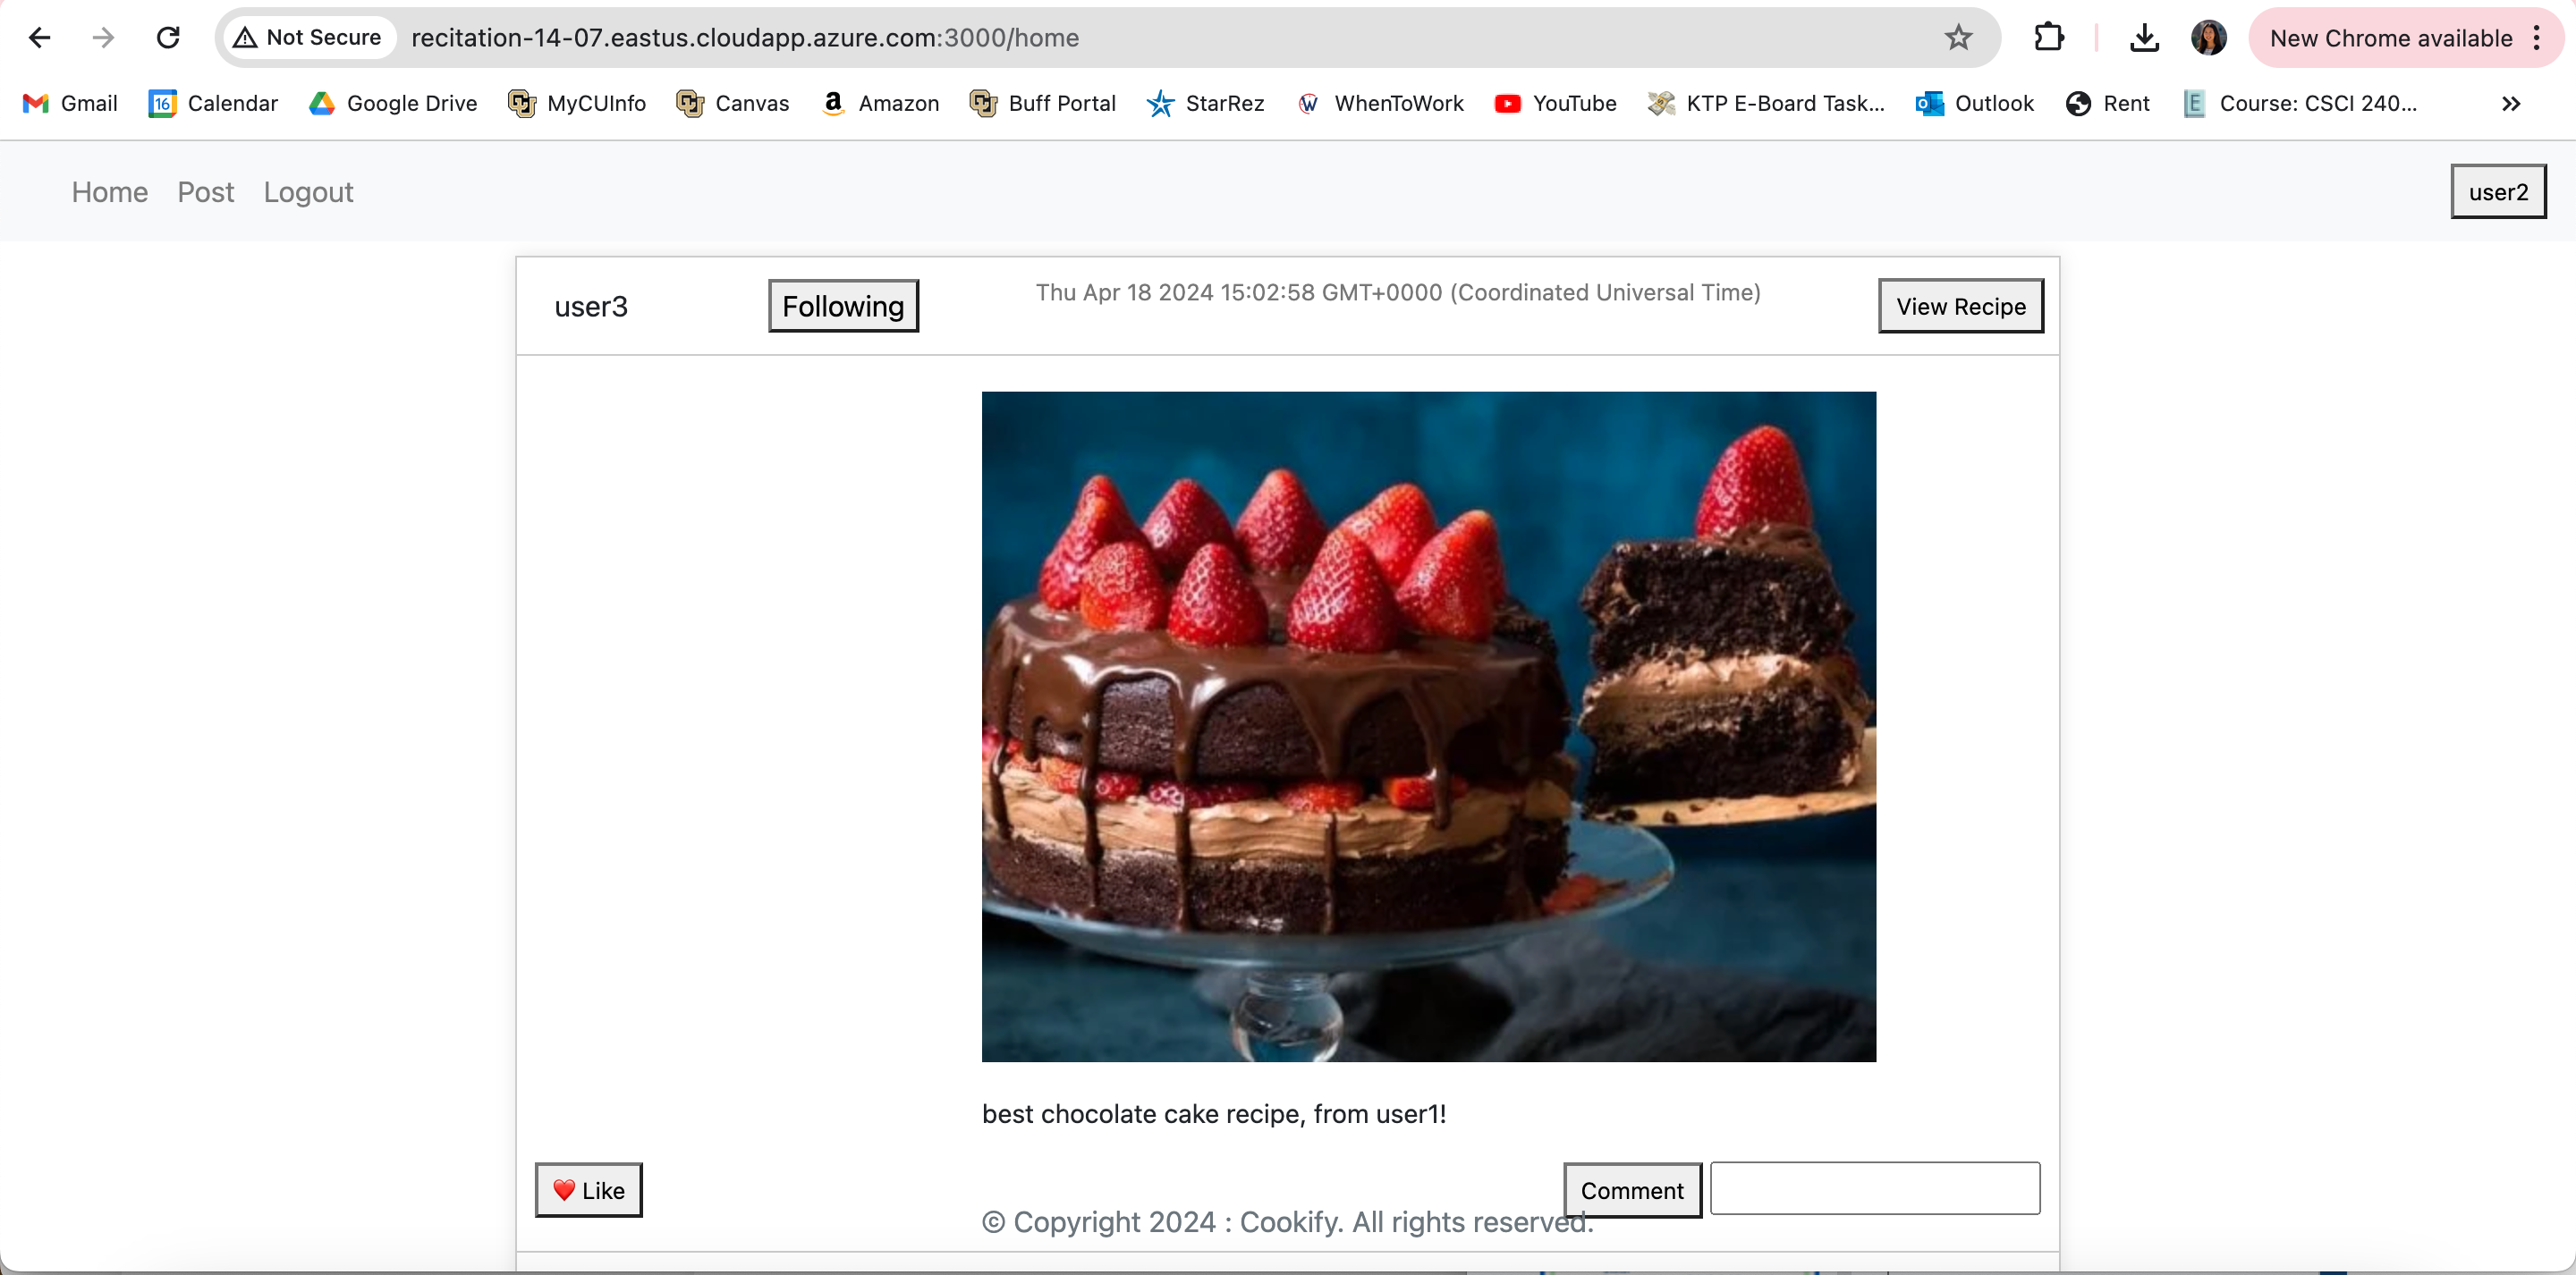 Not Secure recitation-14-07.eastus.cloudapp.azure.com:3000/home New Chrome available
Gmail 16 Calendar Google Drive MyCUInfo Canvas a Amazon Buff Portal StarRez W WhenToWork YouTube KTP E-Board Task... Outlook Rent E Course: CSCI 240... »
Home Post Logout user2
user3 Following Thu Apr 18 2024 15:02:58 GMT+0000 (Coordinated Universal Time) View Recipe
best chocolate cake recipe, from user1!
❤️ Like Comment
© Copyright 2024 : Cookify. All rights reserved.